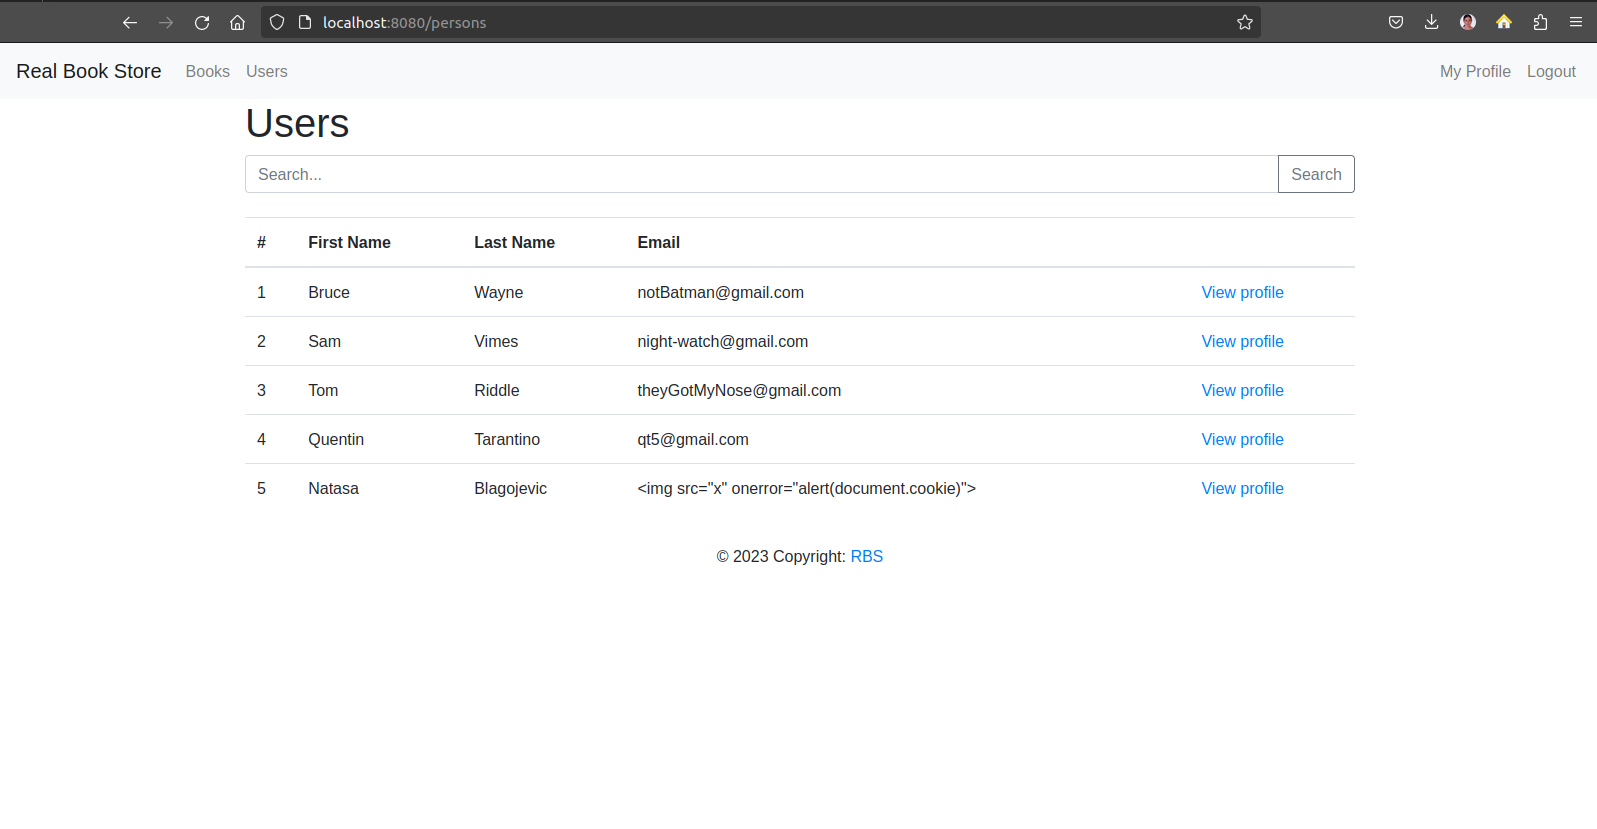 localhost:8080/persons
Real Book Store Books Users My Profile Logout
Users
Search... Search
# First Name Last Name Email
1 Bruce Wayne notBatman@gmail.com View profile
2 Sam Vimes night-watch@gmail.com View profile
3 Tom Riddle theyGotMyNose@gmail.com View profile
4 Quentin Tarantino qt5@gmail.com View profile
5 Natasa Blagojevic <img src="x" onerror="alert(document.cookie)"> View profile
© 2023 Copyright: RBS